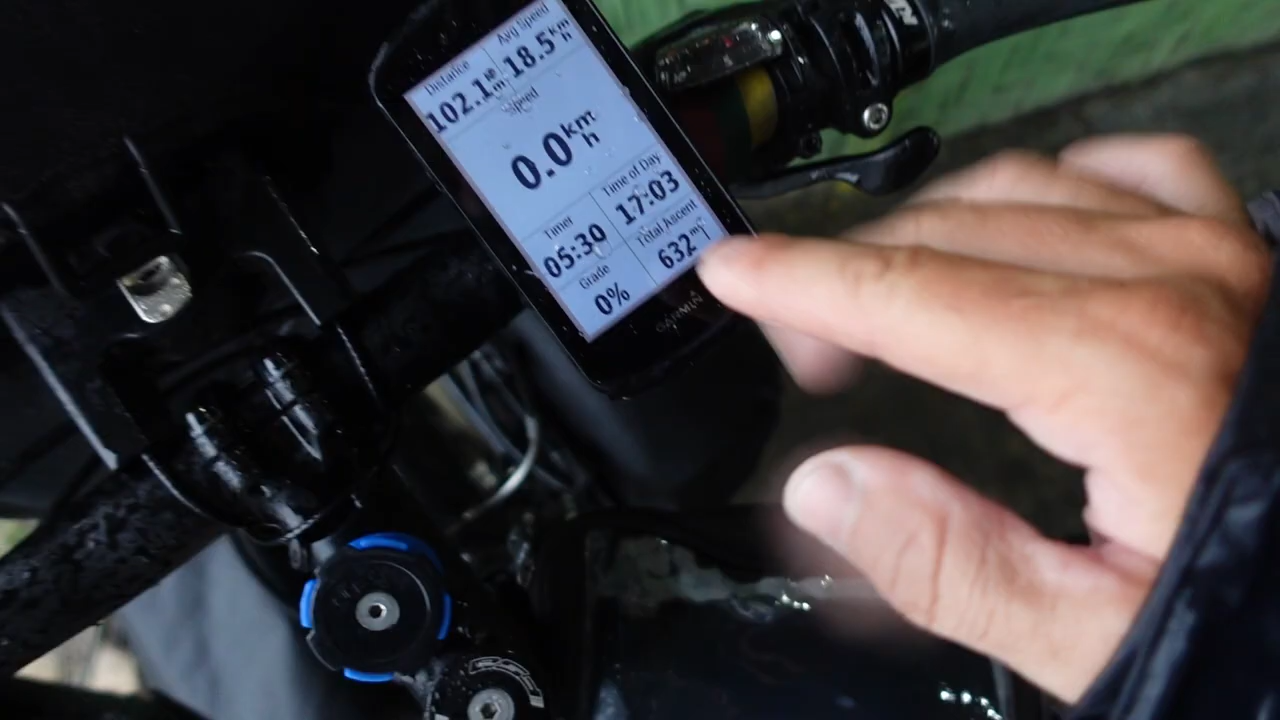 Distance
102.1 km
Avg Speed
18.5 km/h
Speed
0.0 km/h
Timer
05:30
Time of Day
17:03
Grade
0%
Total Ascent
632 m
GARMIN